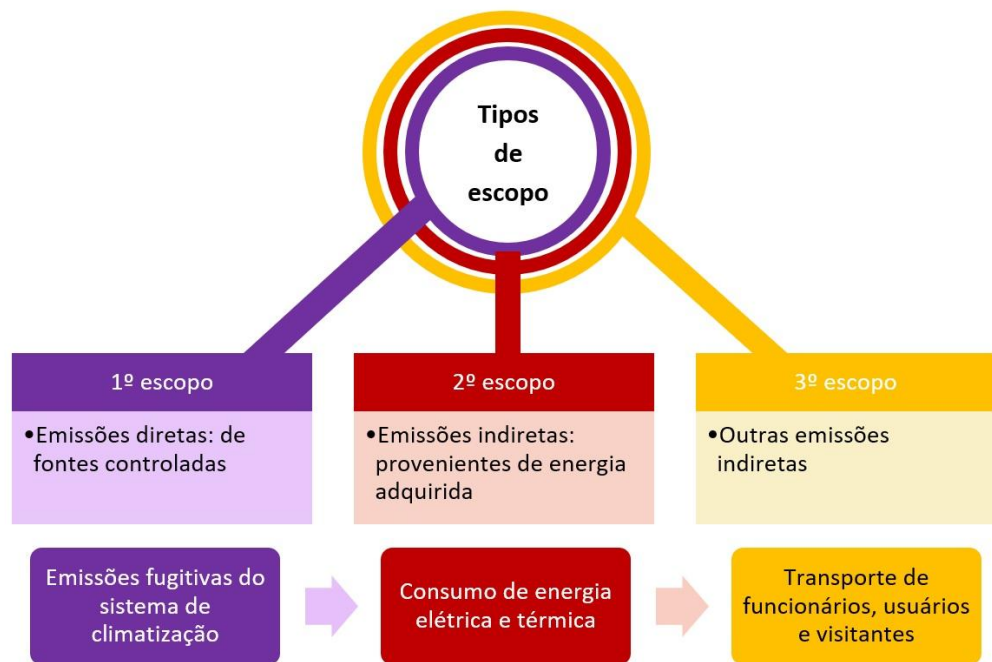 Tipos
de
escopo
1º escopo
•Emissões diretas: de
fontes controladas
2º escopo
•Emissões indiretas:
provenientes de energia
adquirida
3º escopo
•Outras emissões
indiretas
Emissões fugitivas do
sistema de
climatização
Consumo de energia
elétrica e térmica
Transporte de
funcionários, usuários
e visitantes